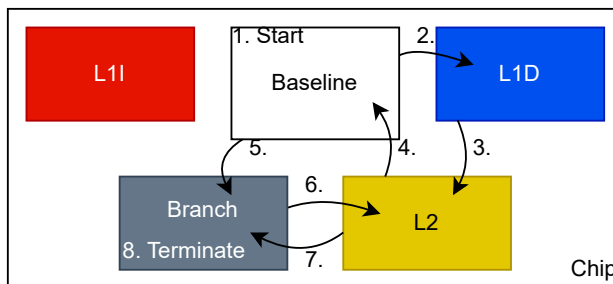 1. Start
2.
L1I
Baseline
L1D
5.
4.
3.
Branch
6.
L2
8. Terminate
7.
Chip